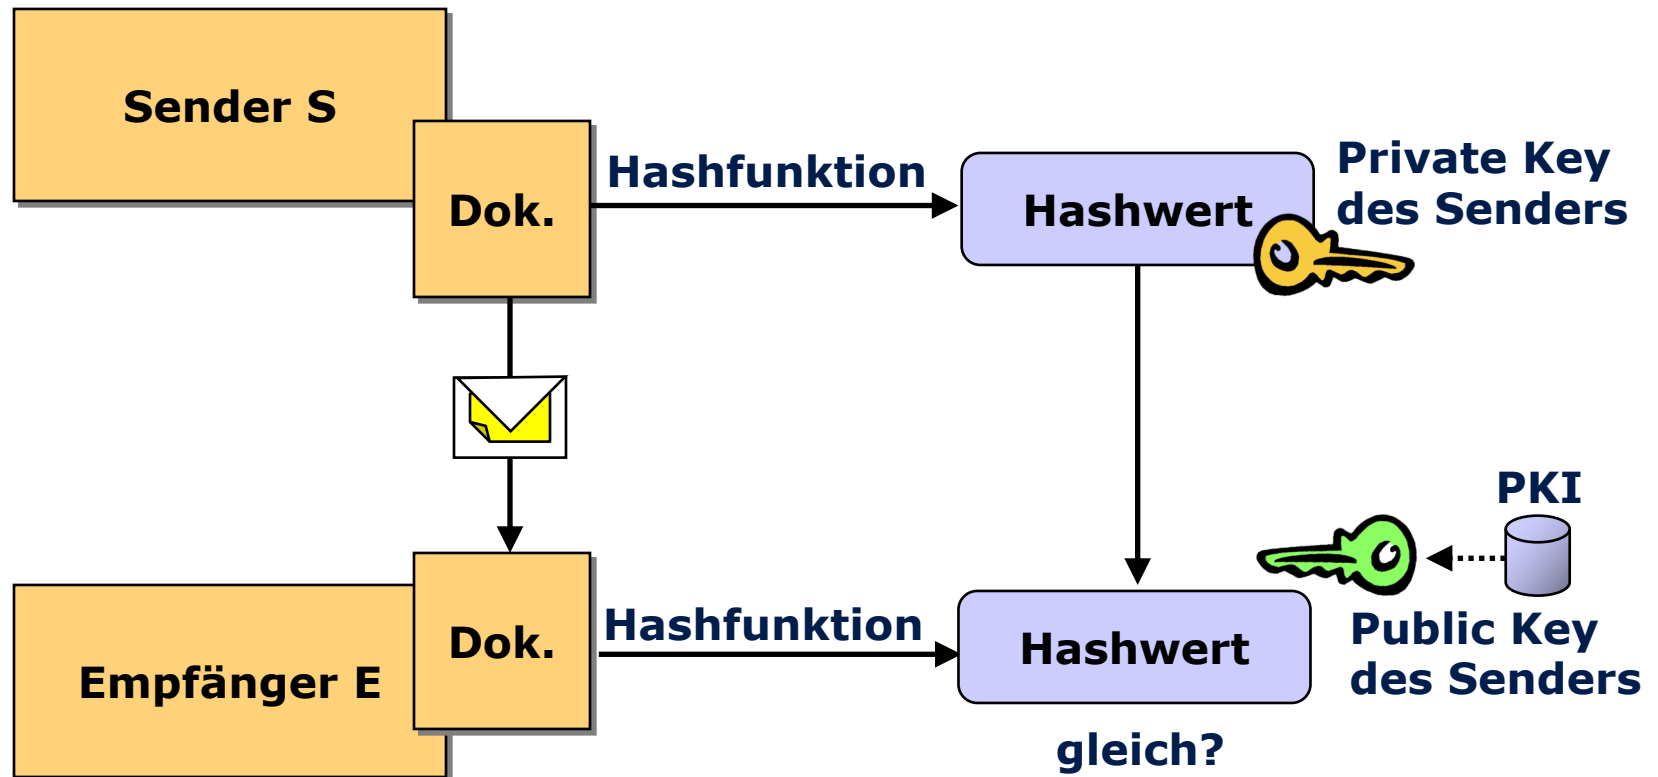 Sender S
Dok.
Hashfunktion
Hashwert
Private Key
des Senders
PKI
Empfänger E
Dok.
Hashfunktion
Hashwert
Public Key
des Senders
gleich?